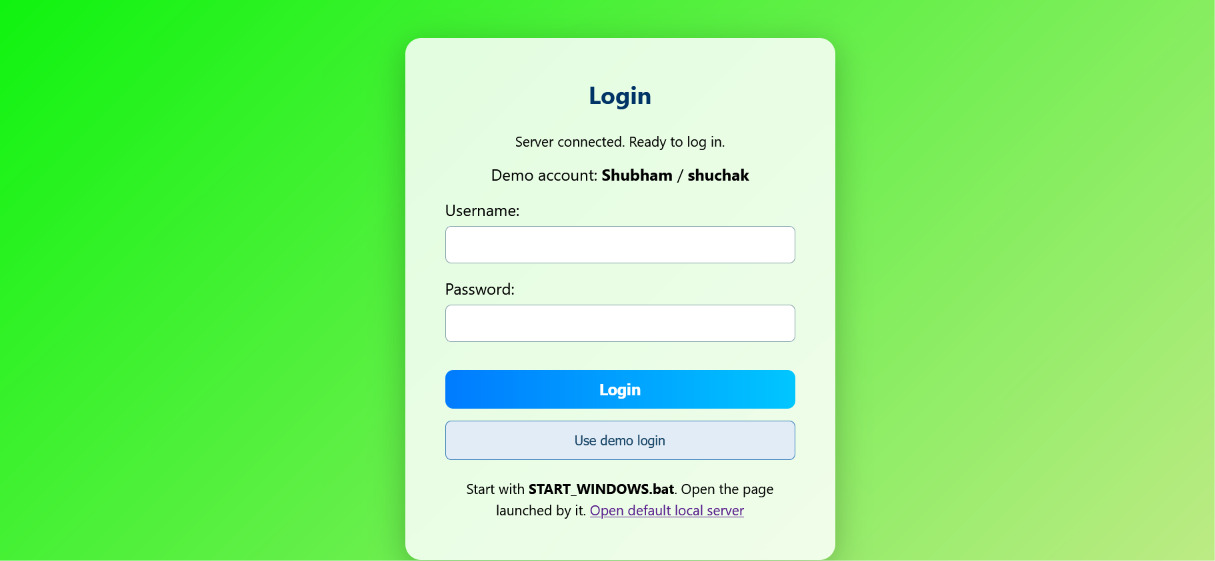 Login
Server connected. Ready to log in.
Demo account: Shubham / shuchak
Username:
Password:
Login
Use demo login
Start with START_WINDOWS.bat. Open the page
launched by it. Open default local server